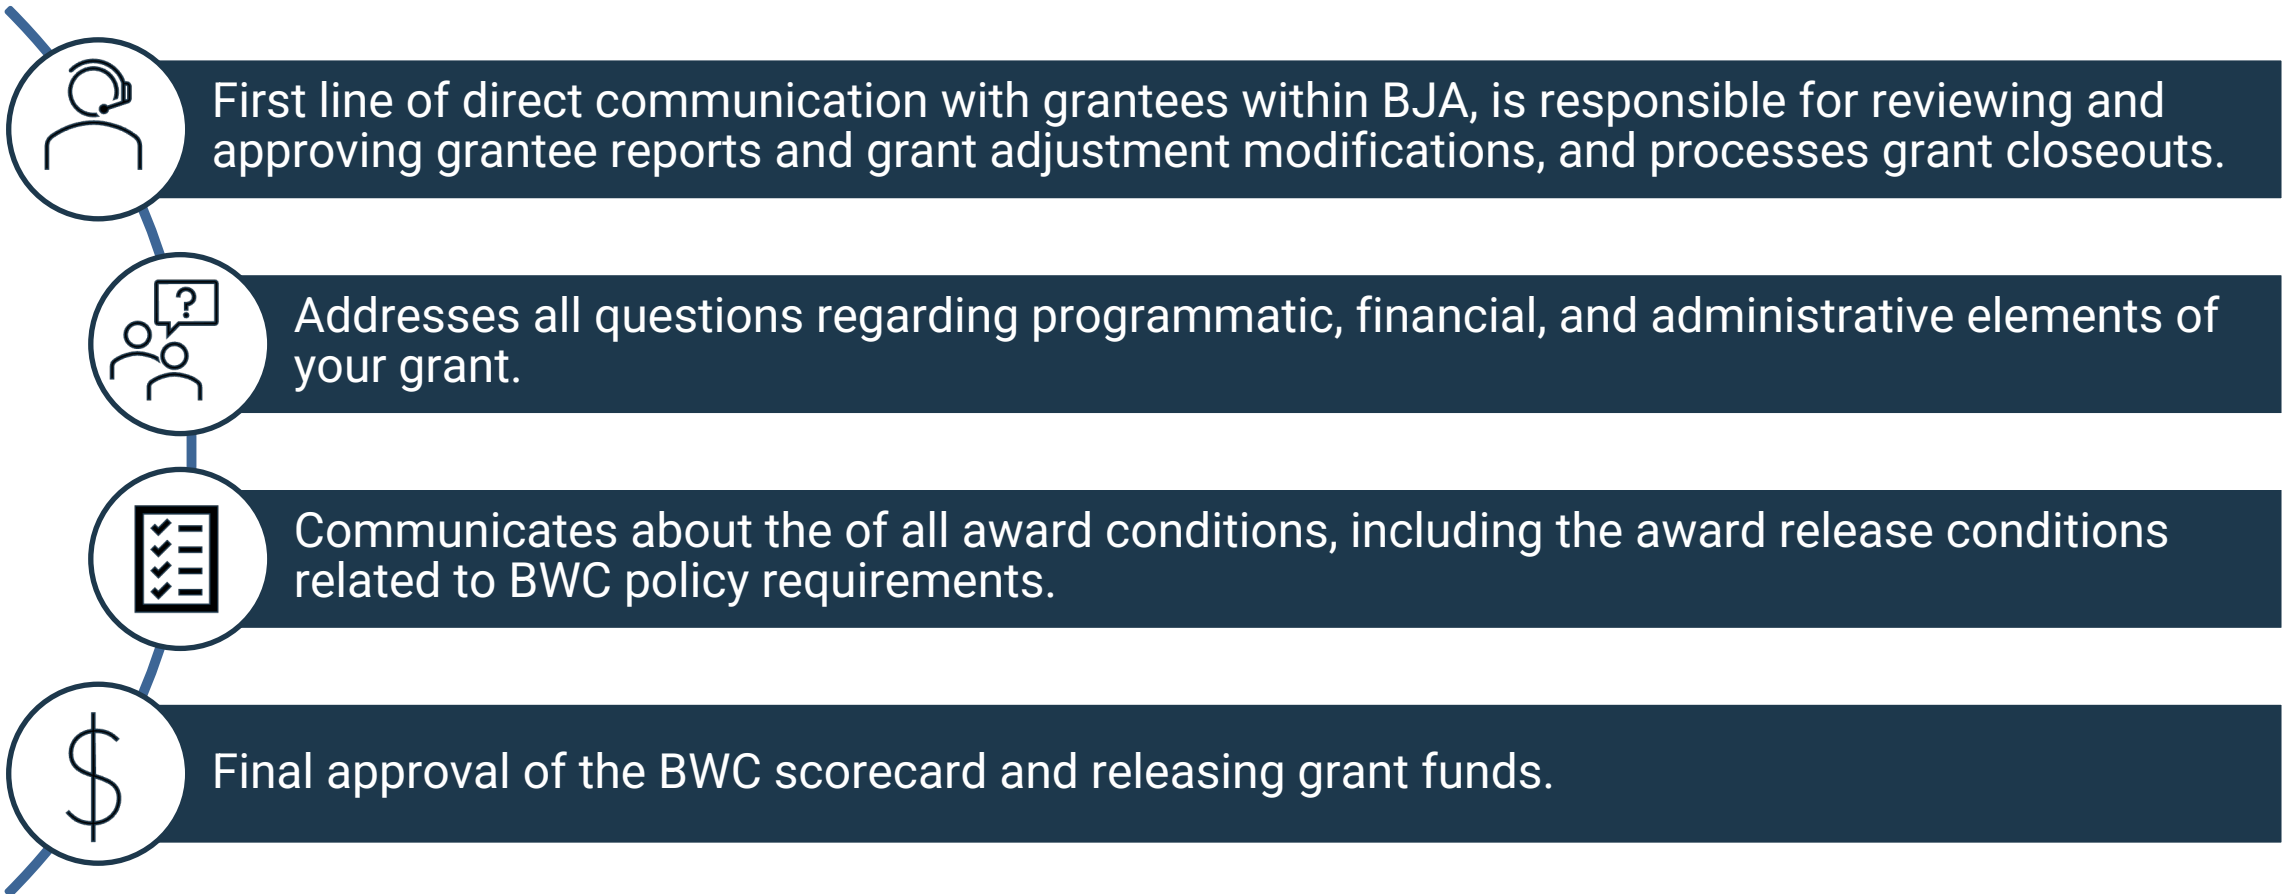 First line of direct communication with grantees within BJA, is responsible for reviewing and
approving grantee reports and grant adjustment modifications, and processes grant closeouts.
?
Addresses all questions regarding programmatic, financial, and administrative elements of
your grant.
Communicates about the of all award conditions, including the award release conditions
related to BWC policy requirements.
$
Final approval of the BWC scorecard and releasing grant funds.